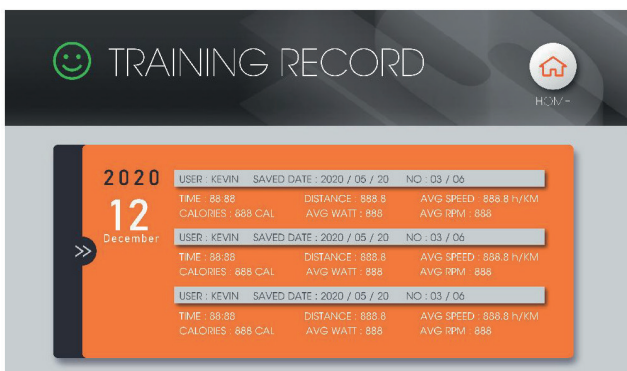 TRAINING RECORD
HOME
2020
12
December
USER : KEVIN SAVED DATE : 2020 / 05 / 20 NO : 03 / 06
TIME : 88:88 DISTANCE : 888.8 AVG SPEED : 888.8 h/KM
CALORIES : 888 CAL AVG WATT : 888 AVG RPM : 888
USER : KEVIN SAVED DATE : 2020 / 05 / 20 NO : 03 / 06
TIME : 88:88 DISTANCE : 888.8 AVG SPEED : 888.8 h/KM
CALORIES : 888 CAL AVG WATT : 888 AVG RPM : 888
USER : KEVIN SAVED DATE : 2020 / 05 / 20 NO : 03 / 06
TIME : 88:88 DISTANCE : 888.8 AVG SPEED : 888.8 h/KM
CALORIES : 888 CAL AVG WATT : 888 AVG RPM : 888